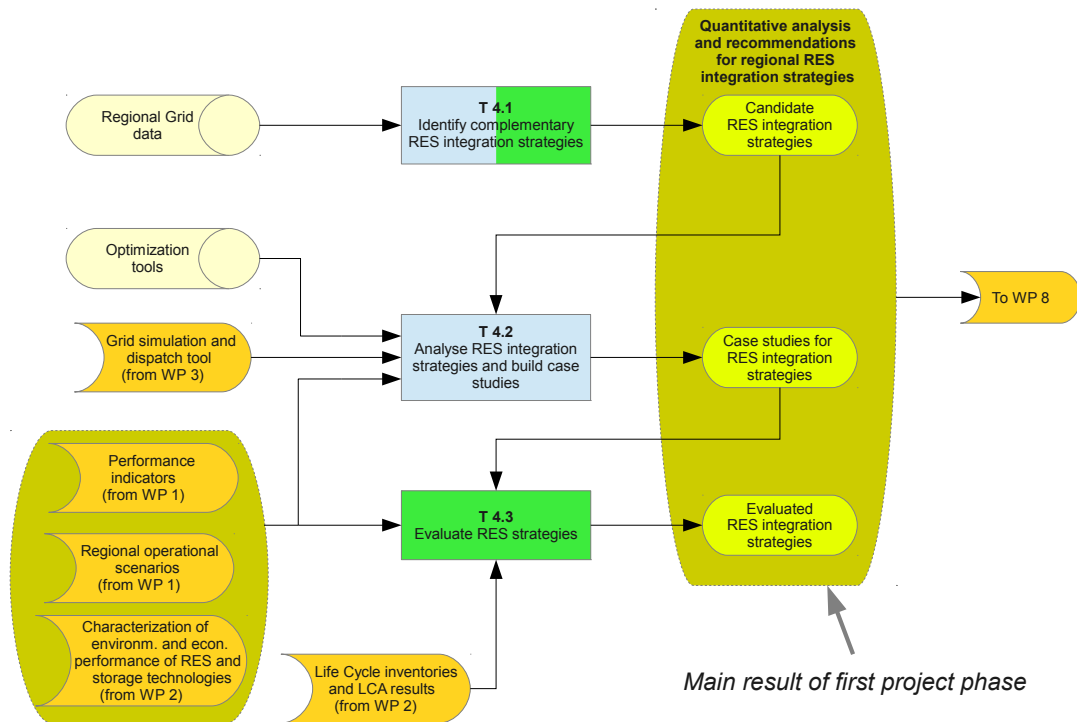 Quantitative analysis
and recommendations
for regional RES
integration strategies
Regional Grid
data
T 4.1
Identify complementary
RES integration strategies
Candidate
RES integration
strategies
Optimization
tools
Grid simulation and
dispatch tool
(from WP 3)
T 4.2
Analyse RES integration
strategies and build case
studies
Case studies for
RES integration
strategies
To WP 8
Performance
indicators
(from WP 1)
Regional operational
scenarios
(from WP 1)
Characterization of
environm. and econ.
performance of RES and
storage technologies
(from WP 2)
T 4.3
Evaluate RES strategies
Evaluated
RES integration
strategies
Life Cycle inventories
and LCA results
(from WP 2)
Main result of first project phase